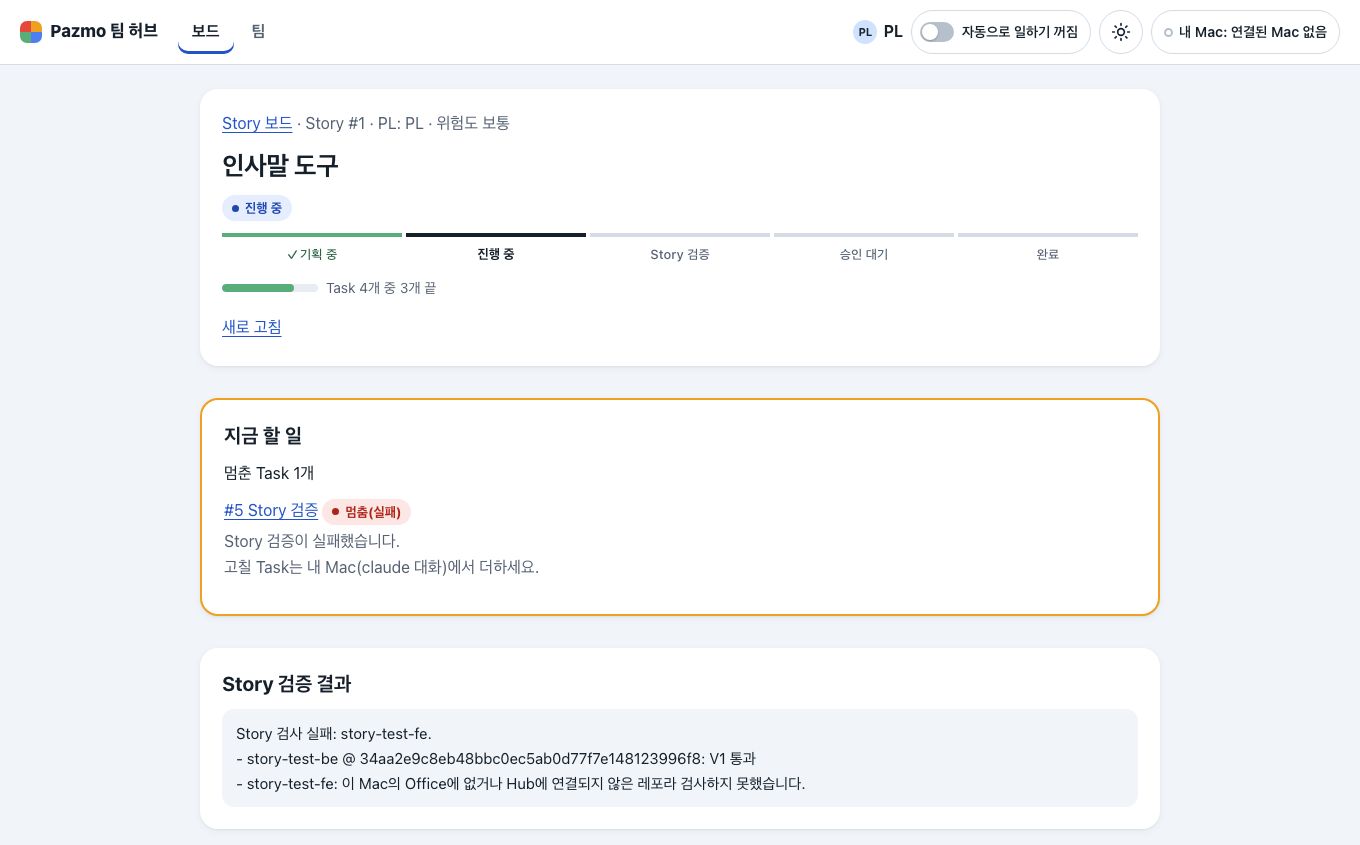 Pazmo 팀 허브
보드
팀
PL PL
자동으로 일하기 꺼짐
내 Mac: 연결된 Mac 없음
Story 보드 · Story #1 · PL: PL · 위험도 보통
인사말 도구
진행 중
✓ 기획 중
진행 중
Story 검증
승인 대기
완료
Task 4개 중 3개 끝
새로 고침
지금 할 일
멈춘 Task 1개
#5 Story 검증 멈춤(실패)
Story 검증이 실패했습니다.
고칠 Task는 내 Mac(claude 대화)에서 더하세요.
Story 검증 결과
Story 검사 실패: story-test-fe.
- story-test-be @ 34aa2e9c8eb48bbc0ec5ab0d77f7e148123996f8: V1 통과
- story-test-fe: 이 Mac의 Office에 없거나 Hub에 연결되지 않은 레포라 검사하지 못했습니다.